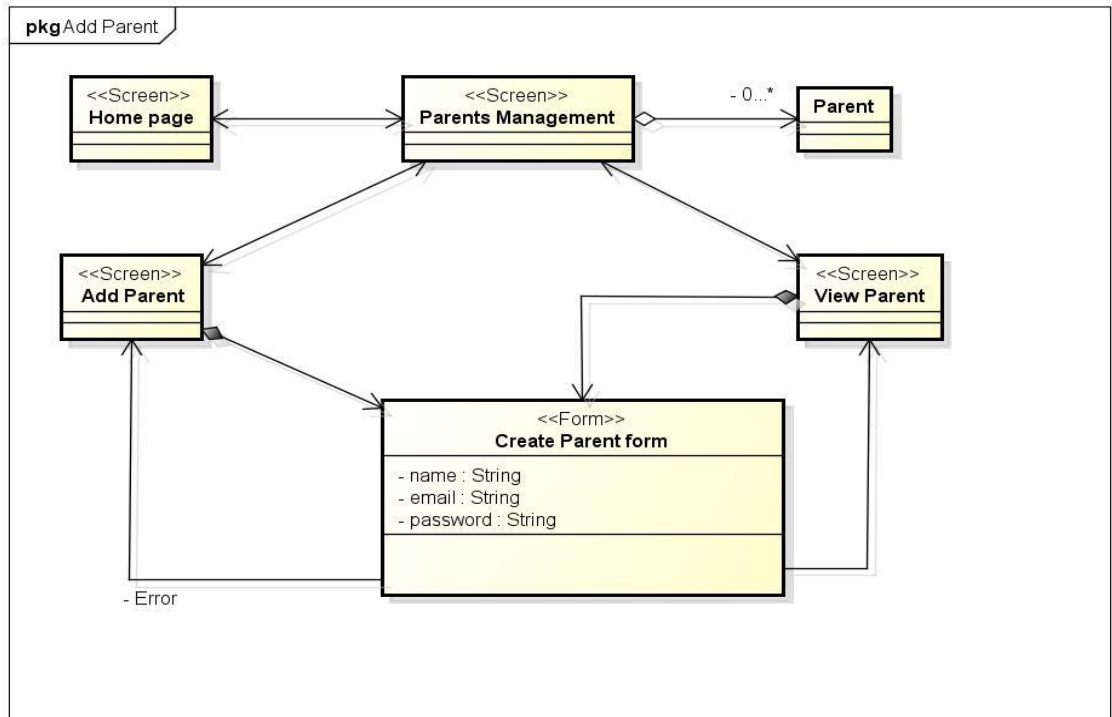 pkg Add Parent
<<Screen>>
Home page
<<Screen>>
Parents Management
- 0...*
Parent
<<Screen>>
Add Parent
<<Screen>>
View Parent
<<Form>>
Create Parent form
- name : String
- email : String
- password : String
- Error